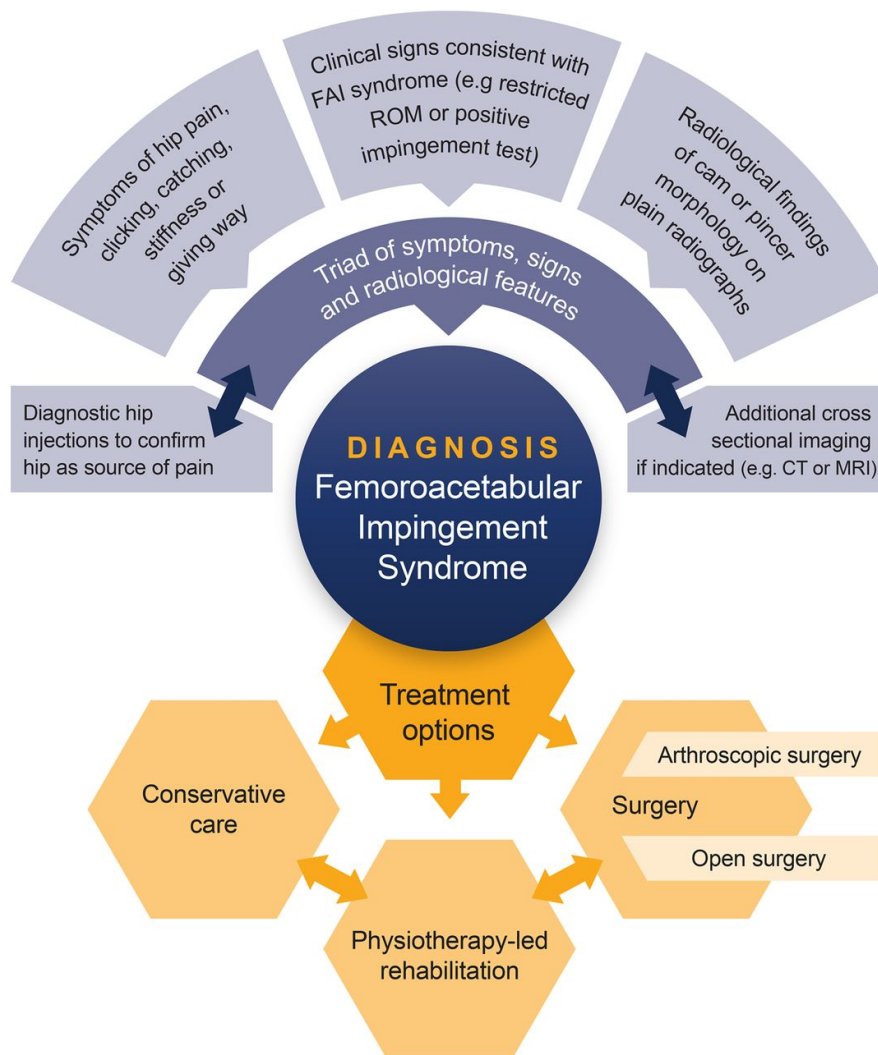 Symptoms of hip pain,
clicking, catching,
stiffness or
giving way
Clinical signs consistent with
FAI syndrome (e.g restricted
ROM or positive
impingement test)
Radiological findings
of cam or pincer
morphology on
plain radiographs
Triad of symptoms, signs
and radiological features
Diagnostic hip
injections to confirm
hip as source of pain
Additional cross
sectional imaging
if indicated (e.g. CT or MRI)
DIAGNOSIS
Femoroacetabular
Impingement
Syndrome
Treatment
options
Conservative
care
Arthroscopic surgery
Surgery
Open surgery
Physiotherapy-led
rehabilitation